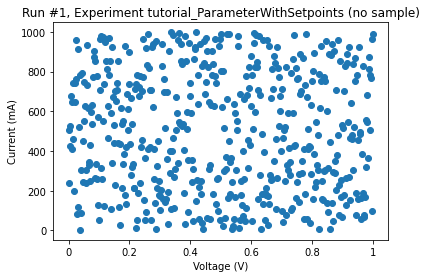 Run #1, Experiment tutorial_ParameterWithSetpoints (no sample)
1000
800
600
400
200
0
Current (mA)
0 0.2 0.4 0.6 0.8 1
Voltage (V)